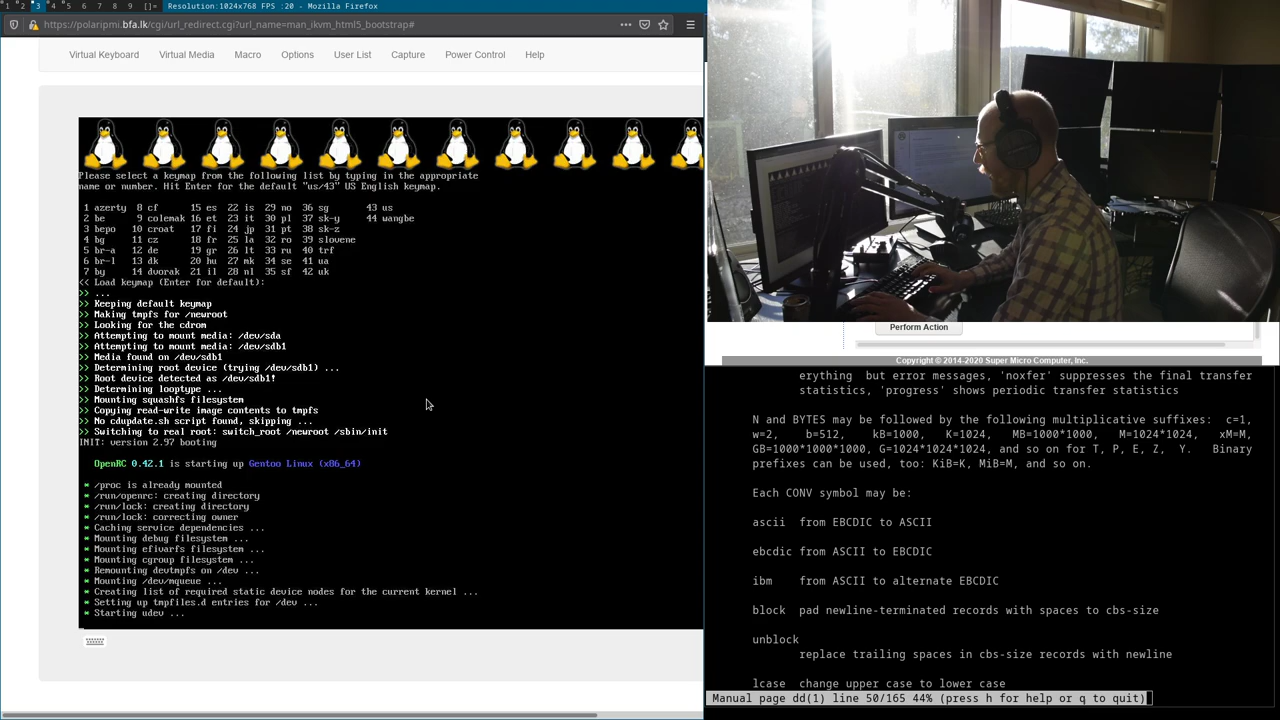 1 2 3 4 5 6 7 8 9 []= Resolution:1024x768 FPS :20 - Mozilla Firefox
https://polaripmi.bfa.lk/cgi/url_redirect.cgi?url_name=man_ikvm_html5_bootstrap#
Virtual Keyboard Virtual Media Macro Options User List Capture Power Control Help
Please select a keymap from the following list by typing in the appropriate
name or number. Hit Enter for the default "us/43" US English keymap.
1 azerty 8 cf 15 es 22 is 29 no 36 sg 43 us
2 be 9 colemak 16 et 23 it 30 pl 37 sk-y 44 wangbe
3 bepo 10 croat 17 fi 24 jp 31 pt 38 sk-z
4 bg 11 cz 18 fr 25 la 32 ro 39 slovene
5 br-a 12 de 19 gr 26 lt 33 ru 40 trf
6 br-l 13 dk 20 hu 27 mk 34 se 41 ua
7 by 14 dvorak 21 il 28 nl 35 sf 42 uk
<< Load keymap (Enter for default):
>> ...
>> Keeping default keymap
>> Making tmpfs for /newroot
>> Looking for the cdrom
>> Attempting to mount media: /dev/sda
>> Attempting to mount media: /dev/sdb1
>> Media found on /dev/sdb1
>> Determining root device (trying /dev/sdb1) ...
>> Root device detected as /dev/sdb1!
>> Determining looptype ...
>> Mounting squashfs filesystem
>> Copying read-write image contents to tmpfs
>> No cdupdate.sh script found, skipping ...
>> Switching to real root: switch_root /newroot /sbin/init
INIT: version 2.97 booting
OpenRC 0.42.1 is starting up Gentoo Linux (x86_64)
* /proc is already mounted
* /run/openrc: creating directory
* /run/lock: creating directory
* /run/lock: correcting owner
* Caching service dependencies ...
* Mounting debug filesystem ...
* Mounting efivarfs filesystem ...
* Mounting cgroup filesystem ...
* Remounting devtmpfs on /dev ...
* Mounting /dev/mqueue ...
* Creating list of required static device nodes for the current kernel ...
* Setting up tmpfiles.d entries for /dev ...
* Starting udev ...
Perform Action
Copyright © 2014-2020 Super Micro Computer, Inc.
erything but error messages, 'noxfer' suppresses the final transfer
statistics, 'progress' shows periodic transfer statistics
N and BYTES may be followed by the following multiplicative suffixes: c=1,
w=2, b=512, kB=1000, K=1024, MB=1000*1000, M=1024*1024, xM=M,
GB=1000*1000*1000, G=1024*1024*1024, and so on for T, P, E, Z, Y. Binary
prefixes can be used, too: KiB=K, MiB=M, and so on.
Each CONV symbol may be:
ascii from EBCDIC to ASCII
ebcdic from ASCII to EBCDIC
ibm from ASCII to alternate EBCDIC
block pad newline-terminated records with spaces to cbs-size
unblock
replace trailing spaces in cbs-size records with newline
lcase change upper case to lower case
Manual page dd(1) line 50/165 44% (press h for help or q to quit)